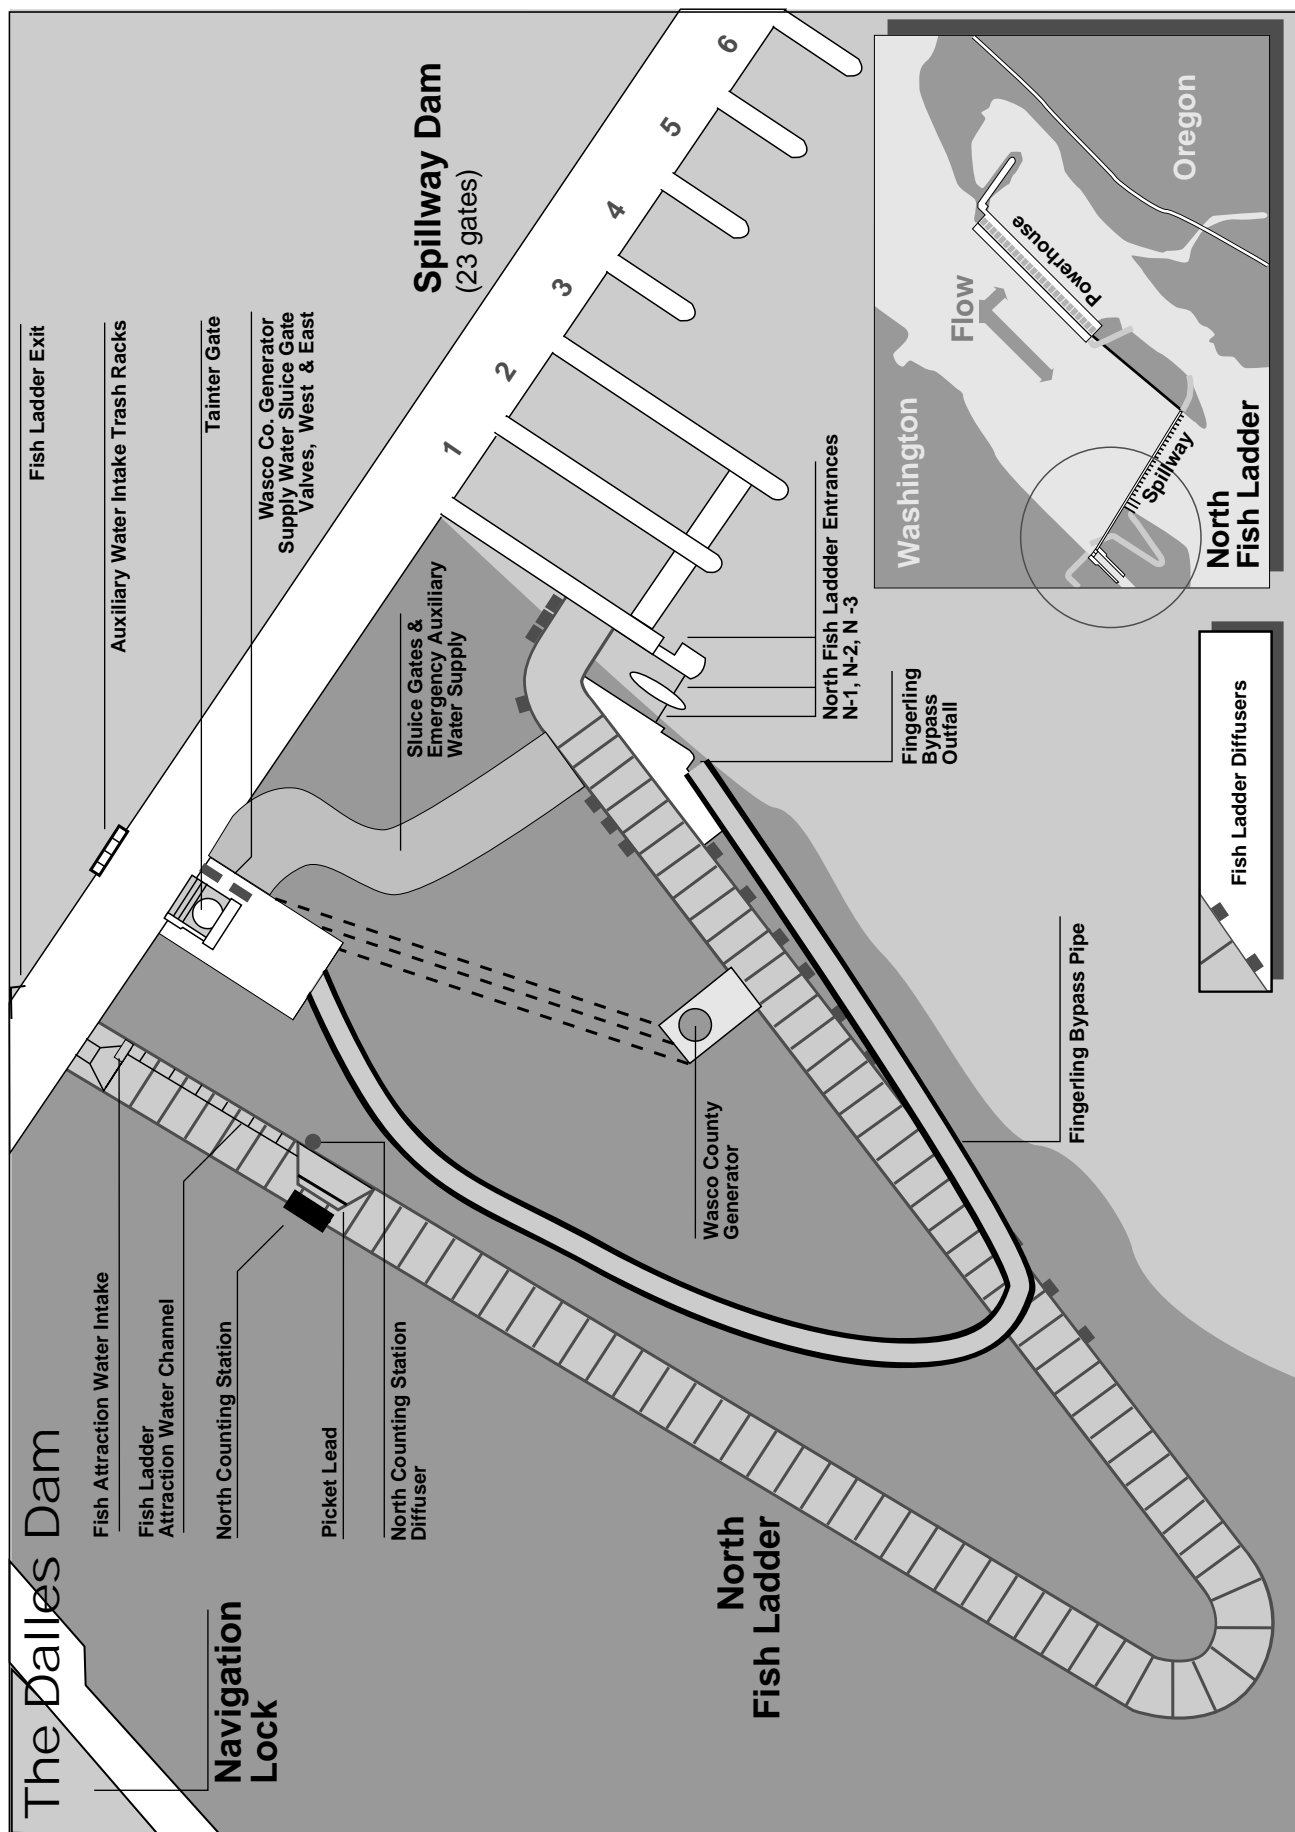 The Dalles Dam
Navigation
Lock
Fish Attraction Water Intake
Fish Ladder
Attraction Water Channel
North Counting Station
Picket Lead
North Counting Station
Diffuser
North
Fish Ladder
Wasco County
Generator
Fingerling Bypass Pipe
Fish Ladder Exit
Auxiliary Water Intake Trash Racks
Tainter Gate
Wasco Co. Generator
Supply Water Sluice Gate
Valves, West & East
Sluice Gates &
Emergency Auxiliary
Water Supply
North Fish Laddder Entrances
N-1, N-2, N -3
Fingerling
Bypass
Outfall
Spillway Dam
(23 gates)
1
2
3
4
5
6
Fish Ladder Diffusers
Washington
Flow
Powerhouse
Oregon
Spillway
North
Fish Ladder